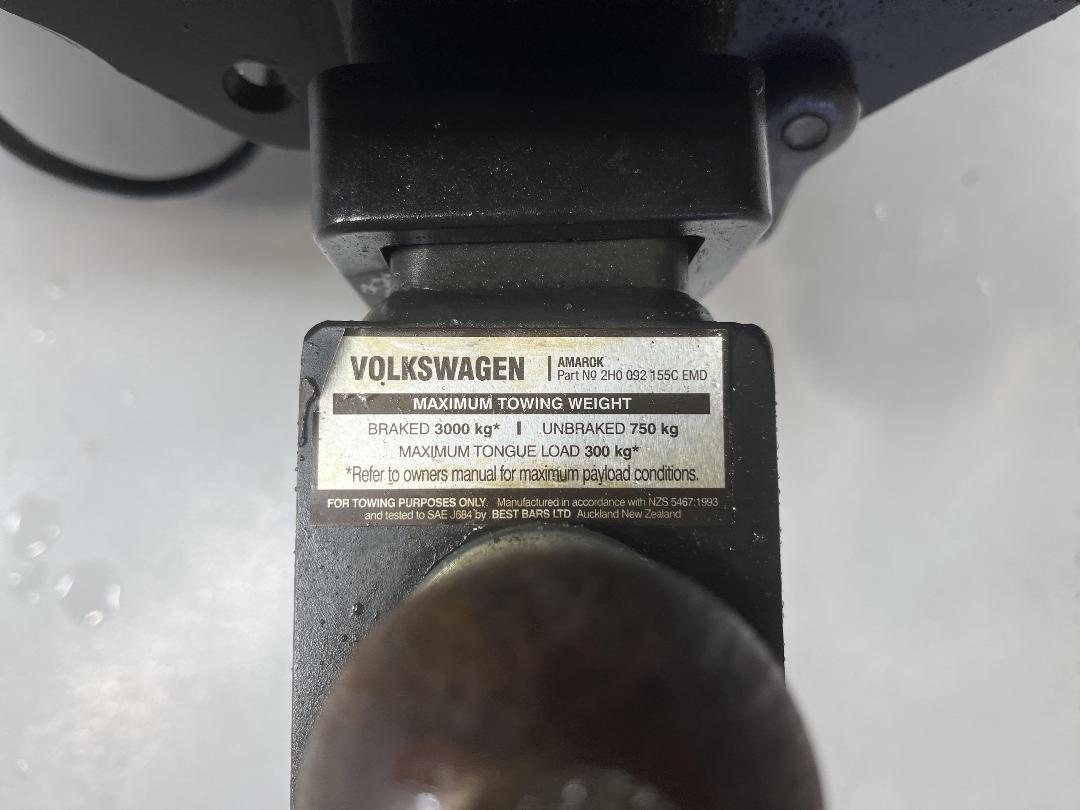 VOLKSWAGEN | AMAROK
Part Nº 2H0 092 155C EMD
MAXIMUM TOWING WEIGHT
BRAKED 3000 kg* | UNBRAKED 750 kg
MAXIMUM TONGUE LOAD 300 kg*
*Refer to owners manual for maximum payload conditions.
FOR TOWING PURPOSES ONLY. Manufactured in accordance with NZS 5467:1993
and tested to SAE J684 by BEST BARS LTD Auckland New Zealand